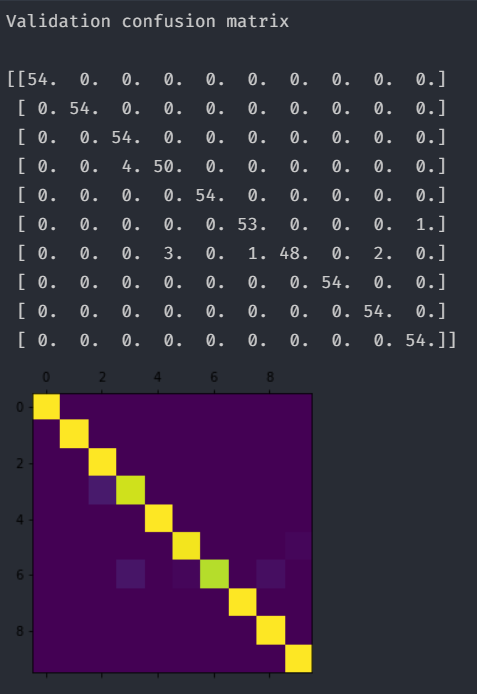 Validation confusion matrix
[[54. 0. 0. 0. 0. 0. 0. 0. 0. 0.]
[ 0. 54. 0. 0. 0. 0. 0. 0. 0. 0.]
[ 0. 0. 54. 0. 0. 0. 0. 0. 0. 0.]
[ 0. 0. 4. 50. 0. 0. 0. 0. 0. 0.]
[ 0. 0. 0. 0. 54. 0. 0. 0. 0. 0.]
[ 0. 0. 0. 0. 0. 53. 0. 0. 0. 1.]
[ 0. 0. 0. 3. 0. 1. 48. 0. 2. 0.]
[ 0. 0. 0. 0. 0. 0. 0. 54. 0. 0.]
[ 0. 0. 0. 0. 0. 0. 0. 0. 54. 0.]
[ 0. 0. 0. 0. 0. 0. 0. 0. 0. 54.]]
0 2 4 6 8
0
2
4
6
8